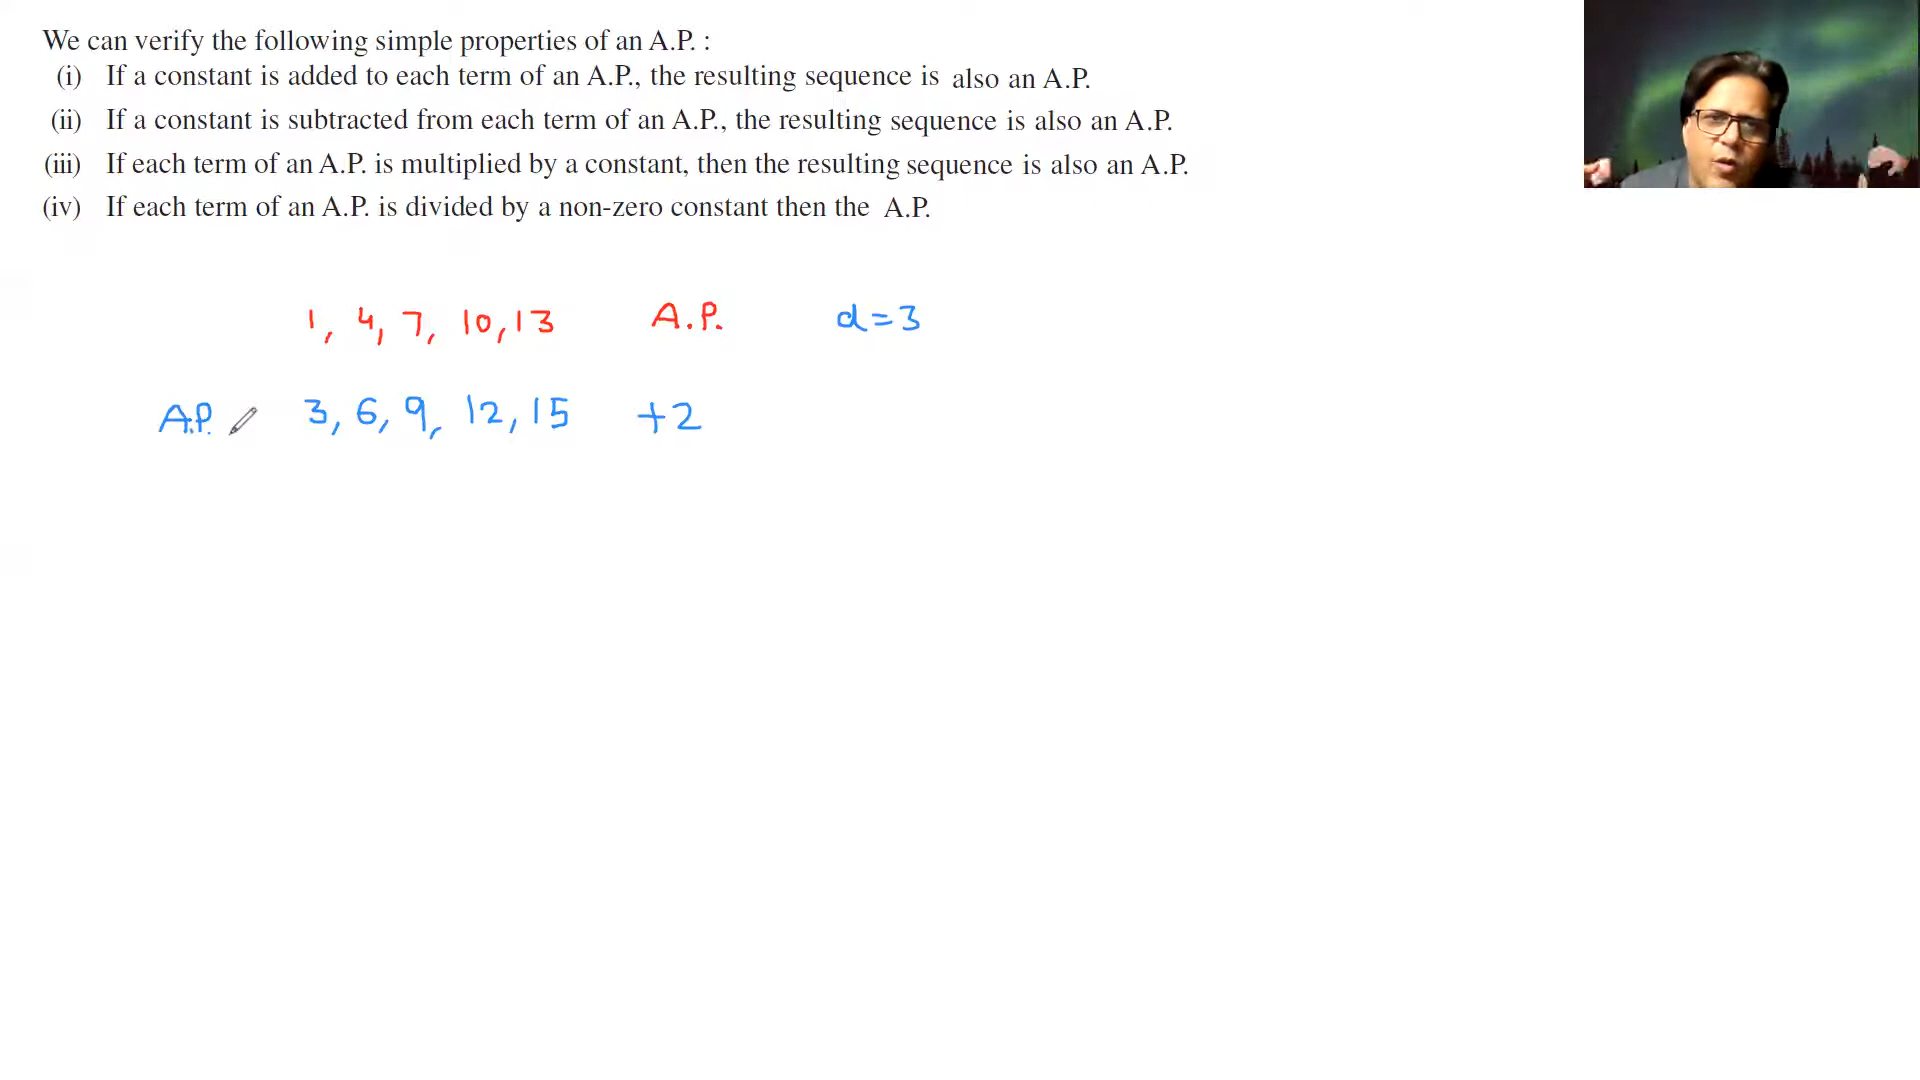 We can verify the following simple properties of an A.P. :
(i) If a constant is added to each term of an A.P., the resulting sequence is also an A.P.
(ii) If a constant is subtracted from each term of an A.P., the resulting sequence is also an A.P.
(iii) If each term of an A.P. is multiplied by a constant, then the resulting sequence is also an A.P.
(iv) If each term of an A.P. is divided by a non-zero constant then the A.P.
1, 4, 7, 10, 13 A.P. d=3
A.P. 3, 6, 9, 12, 15 +2